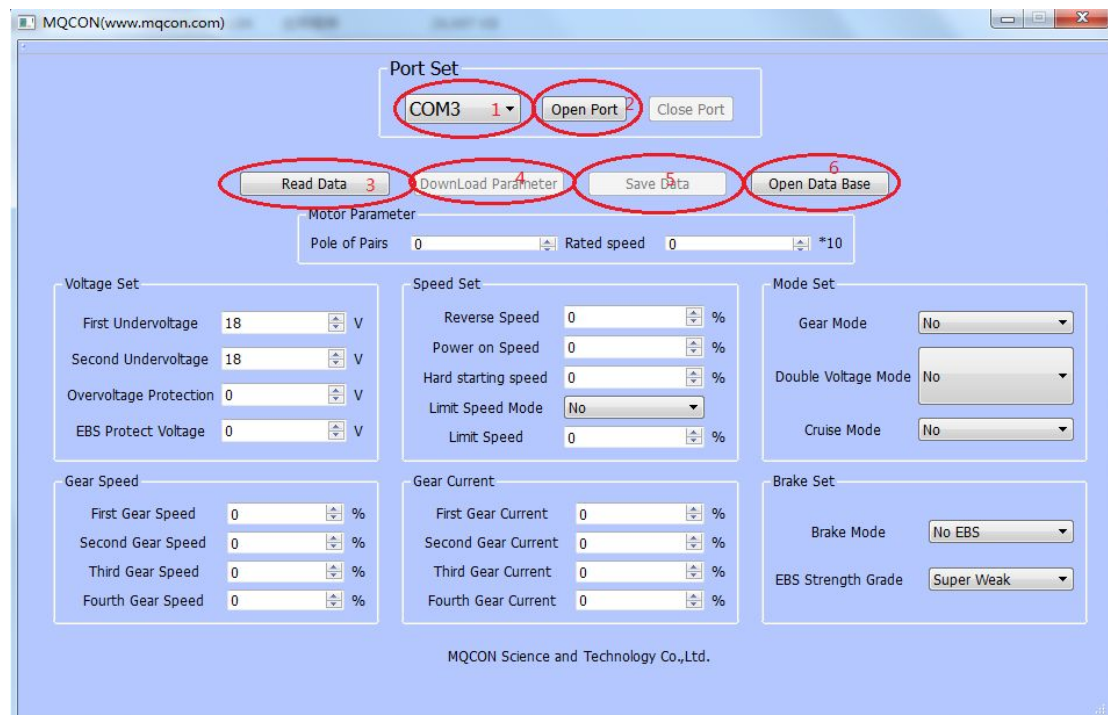 MQCON(www.mqcon.com)
Port Set
COM3 1 Open Port 2 Close Port
Read Data 3 DownLoad Parameter 4 Save Data 5 Open Data Base 6
Motor Parameter
Pole of Pairs 0 Rated speed 0 *10
Voltage Set
First Undervoltage 18 V
Second Undervoltage 18 V
Overvoltage Protection 0 V
EBS Protect Voltage 0 V
Speed Set
Reverse Speed 0 %
Power on Speed 0 %
Hard starting speed 0 %
Limit Speed Mode No
Limit Speed 0 %
Mode Set
Gear Mode No
Double Voltage Mode No
Cruise Mode No
Gear Speed
First Gear Speed 0 %
Second Gear Speed 0 %
Third Gear Speed 0 %
Fourth Gear Speed 0 %
Gear Current
First Gear Current 0 %
Second Gear Current 0 %
Third Gear Current 0 %
Fourth Gear Current 0 %
Brake Set
Brake Mode No EBS
EBS Strength Grade Super Weak
MQCON Science and Technology Co.,Ltd.